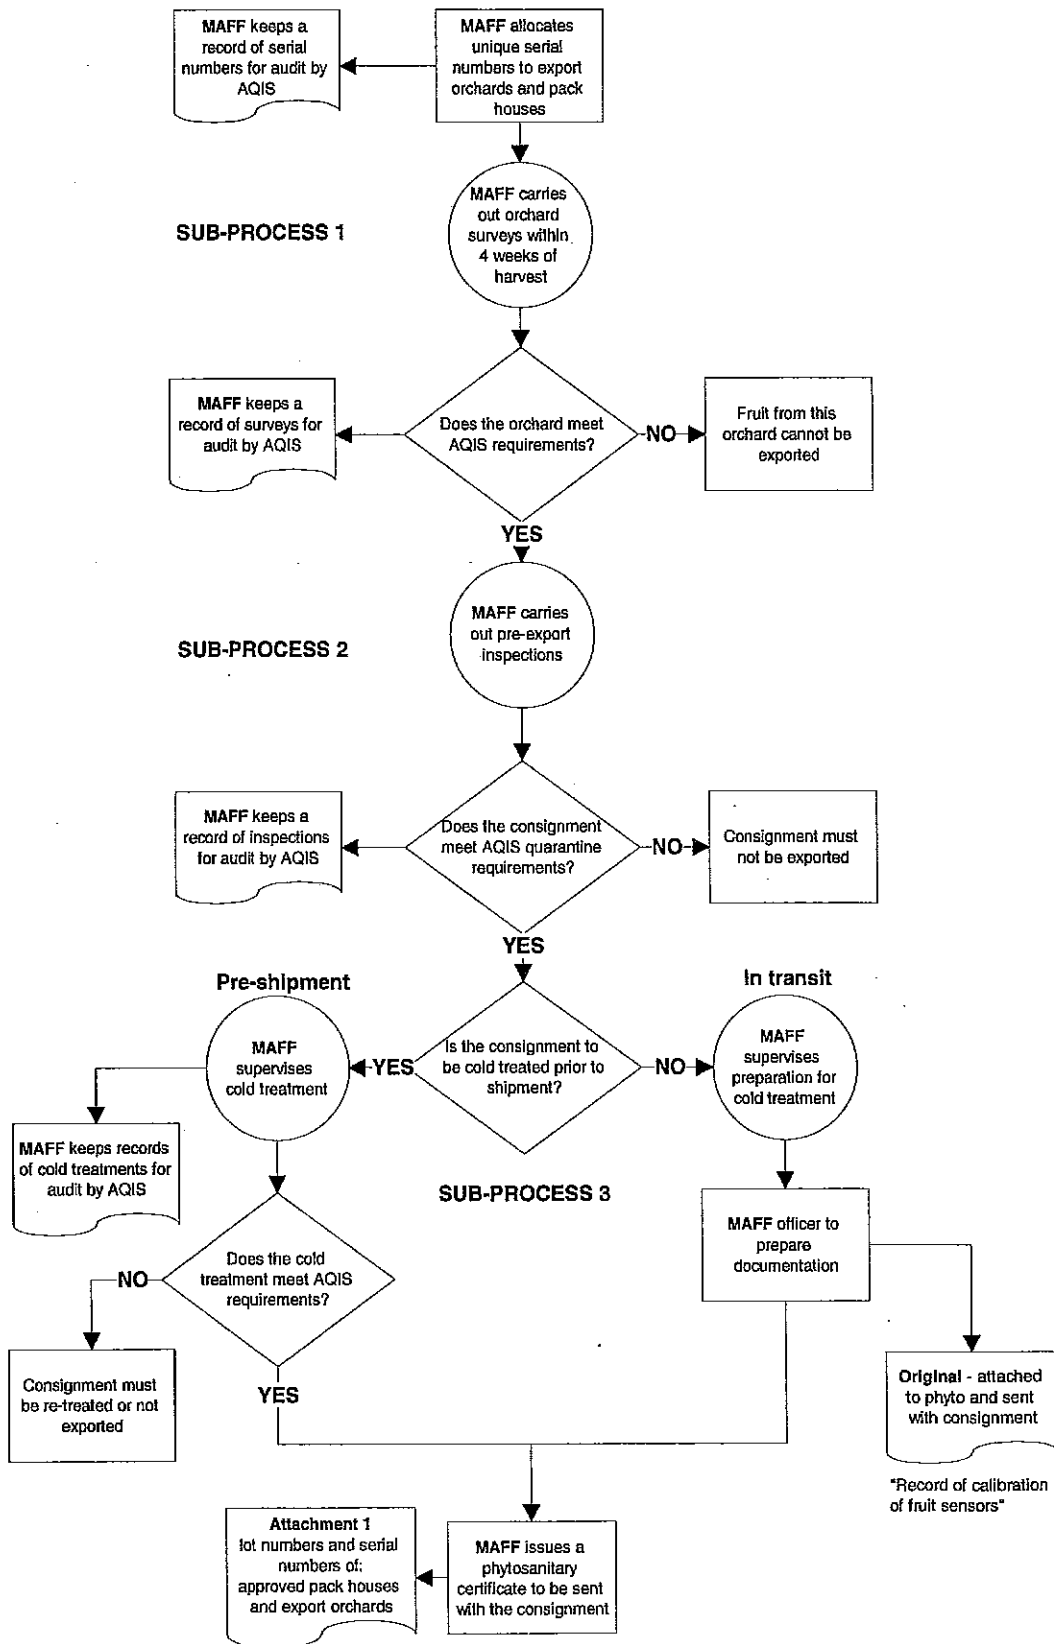 MAFF keeps a
record of serial
numbers for audit by
AQIS
MAFF allocates
unique serial
numbers to export
orchards and pack
houses
SUB-PROCESS 1
MAFF carries
out orchard
surveys within
4 weeks of
harvest
MAFF keeps a
record of surveys for
audit by AQIS
Does the orchard meet
AQIS requirements?
NO
Fruit from this
orchard cannot be
exported
YES
SUB-PROCESS 2
MAFF carries
out pre-export
inspections
MAFF keeps a
record of inspections
for audit by AQIS
Does the consignment
meet AQIS quarantine
requirements?
NO
Consignment must
not be exported
YES
Pre-shipment
In transit
MAFF
supervises
cold treatment
YES
Is the consignment to
be cold treated prior to
shipment?
NO
MAFF
supervises
preparation for
cold treatment
MAFF keeps records
of cold treatments for
audit by AQIS
SUB-PROCESS 3
MAFF officer to
prepare
documentation
NO
Does the cold
treatment meet AQIS
requirements?
Consignment must
be re-treated or not
exported
YES
Original - attached
to phyto and sent
with consignment
"Record of calibration
of fruit sensors"
Attachment 1
lot numbers and serial
numbers of:
approved pack houses
and export orchards
MAFF issues a
phytosanitary
certificate to be sent
with the consignment